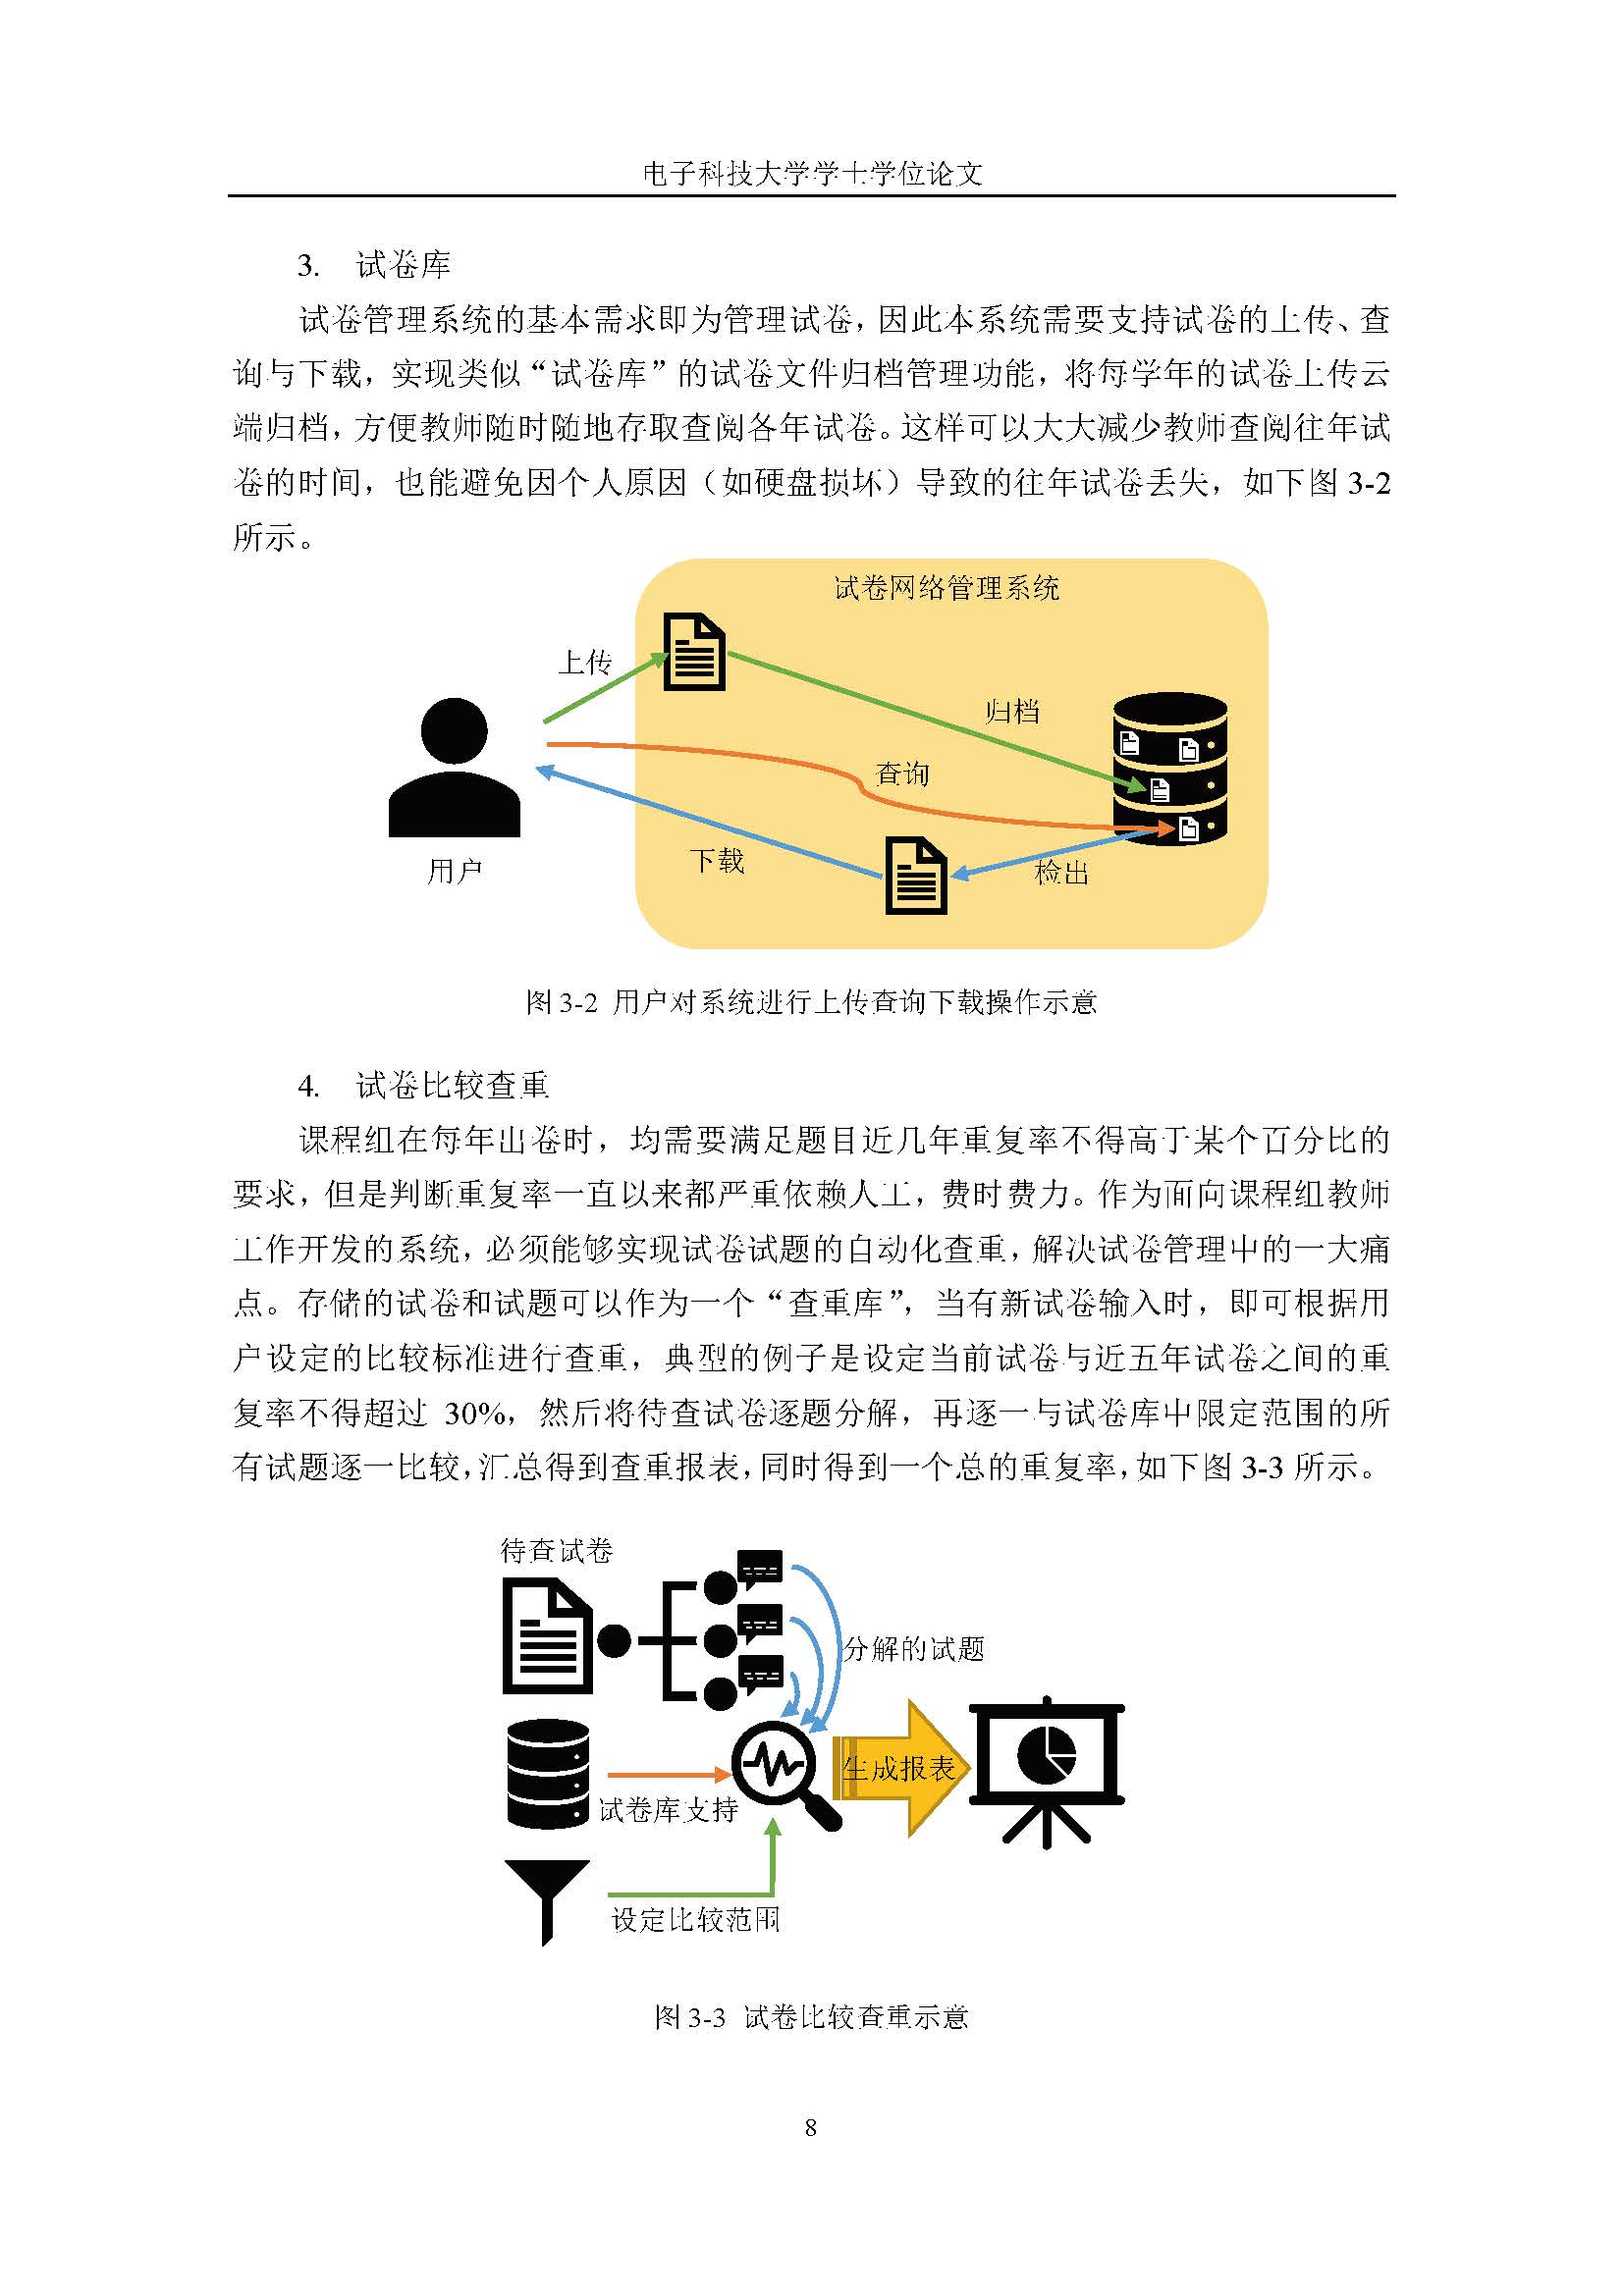 电子科技大学学士学位论文
3. 试卷库
试卷管理系统的基本需求即为管理试卷，因此本系统需要支持试卷的上传、查
询与下载，实现类似“试卷库”的试卷文件归档管理功能，将每学年的试卷上传云
端归档，方便教师随时随地存取查阅各年试卷。这样可以大大减少教师查阅往年试
卷的时间，也能避免因个人原因（如硬盘损坏）导致的往年试卷丢失，如下图 3-2
所示。
试卷网络管理系统
上传
归档
查询
下载
检出
用户
图 3-2 用户对系统进行上传查询下载操作示意
4. 试卷比较查重
课程组在每年出卷时，均需要满足题目近几年重复率不得高于某个百分比的
要求，但是判断重复率一直以来都严重依赖人工，费时费力。作为面向课程组教师
工作开发的系统，必须能够实现试卷试题的自动化查重，解决试卷管理中的一大痛
点。存储的试卷和试题可以作为一个“查重库”，当有新试卷输入时，即可根据用
户设定的比较标准进行查重，典型的例子是设定当前试卷与近五年试卷之间的重
复率不得超过 30%，然后将待查试卷逐题分解，再逐一与试卷库中限定范围的所
有试题逐一比较，汇总得到查重报表，同时得到一个总的重复率，如下图 3-3 所示。
待查试卷
分解的试题
生成报表
试卷库支持
设定比较范围
图 3-3 试卷比较查重示意
8